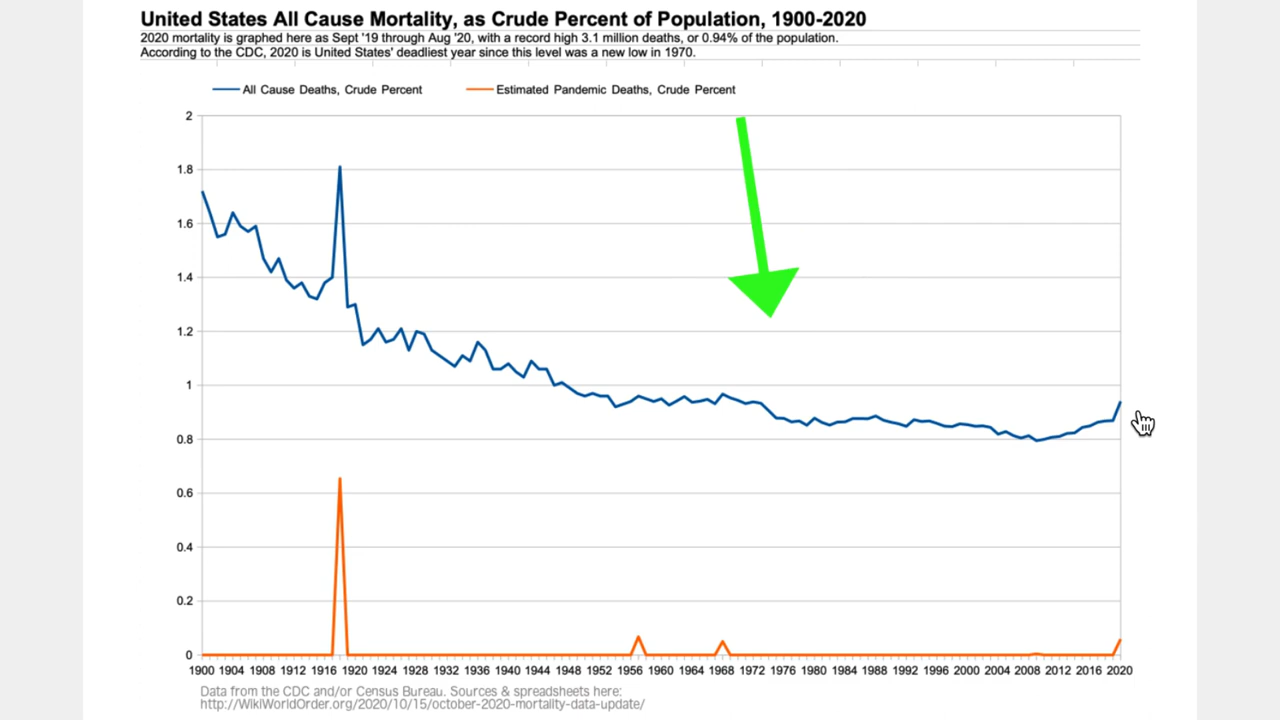 United States All Cause Mortality, as Crude Percent of Population, 1900-2020
2020 mortality is graphed here as Sept '19 through Aug '20, with a record high 3.1 million deaths, or 0.94% of the population.
According to the CDC, 2020 is United States' deadliest year since this level was a new low in 1970.
All Cause Deaths, Crude Percent Estimated Pandemic Deaths, Crude Percent
2
1.8
1.6
1.4
1.2
1
0.8
0.6
0.4
0.2
0
1900 1904 1908 1912 1916 1920 1924 1928 1932 1936 1940 1944 1948 1952 1956 1960 1964 1968 1972 1976 1980 1984 1988 1992 1996 2000 2004 2008 2012 2016 2020
Data from the CDC and/or Census Bureau. Sources & spreadsheets here:
http://WikiWorldOrder.org/2020/10/15/october-2020-mortality-data-update/